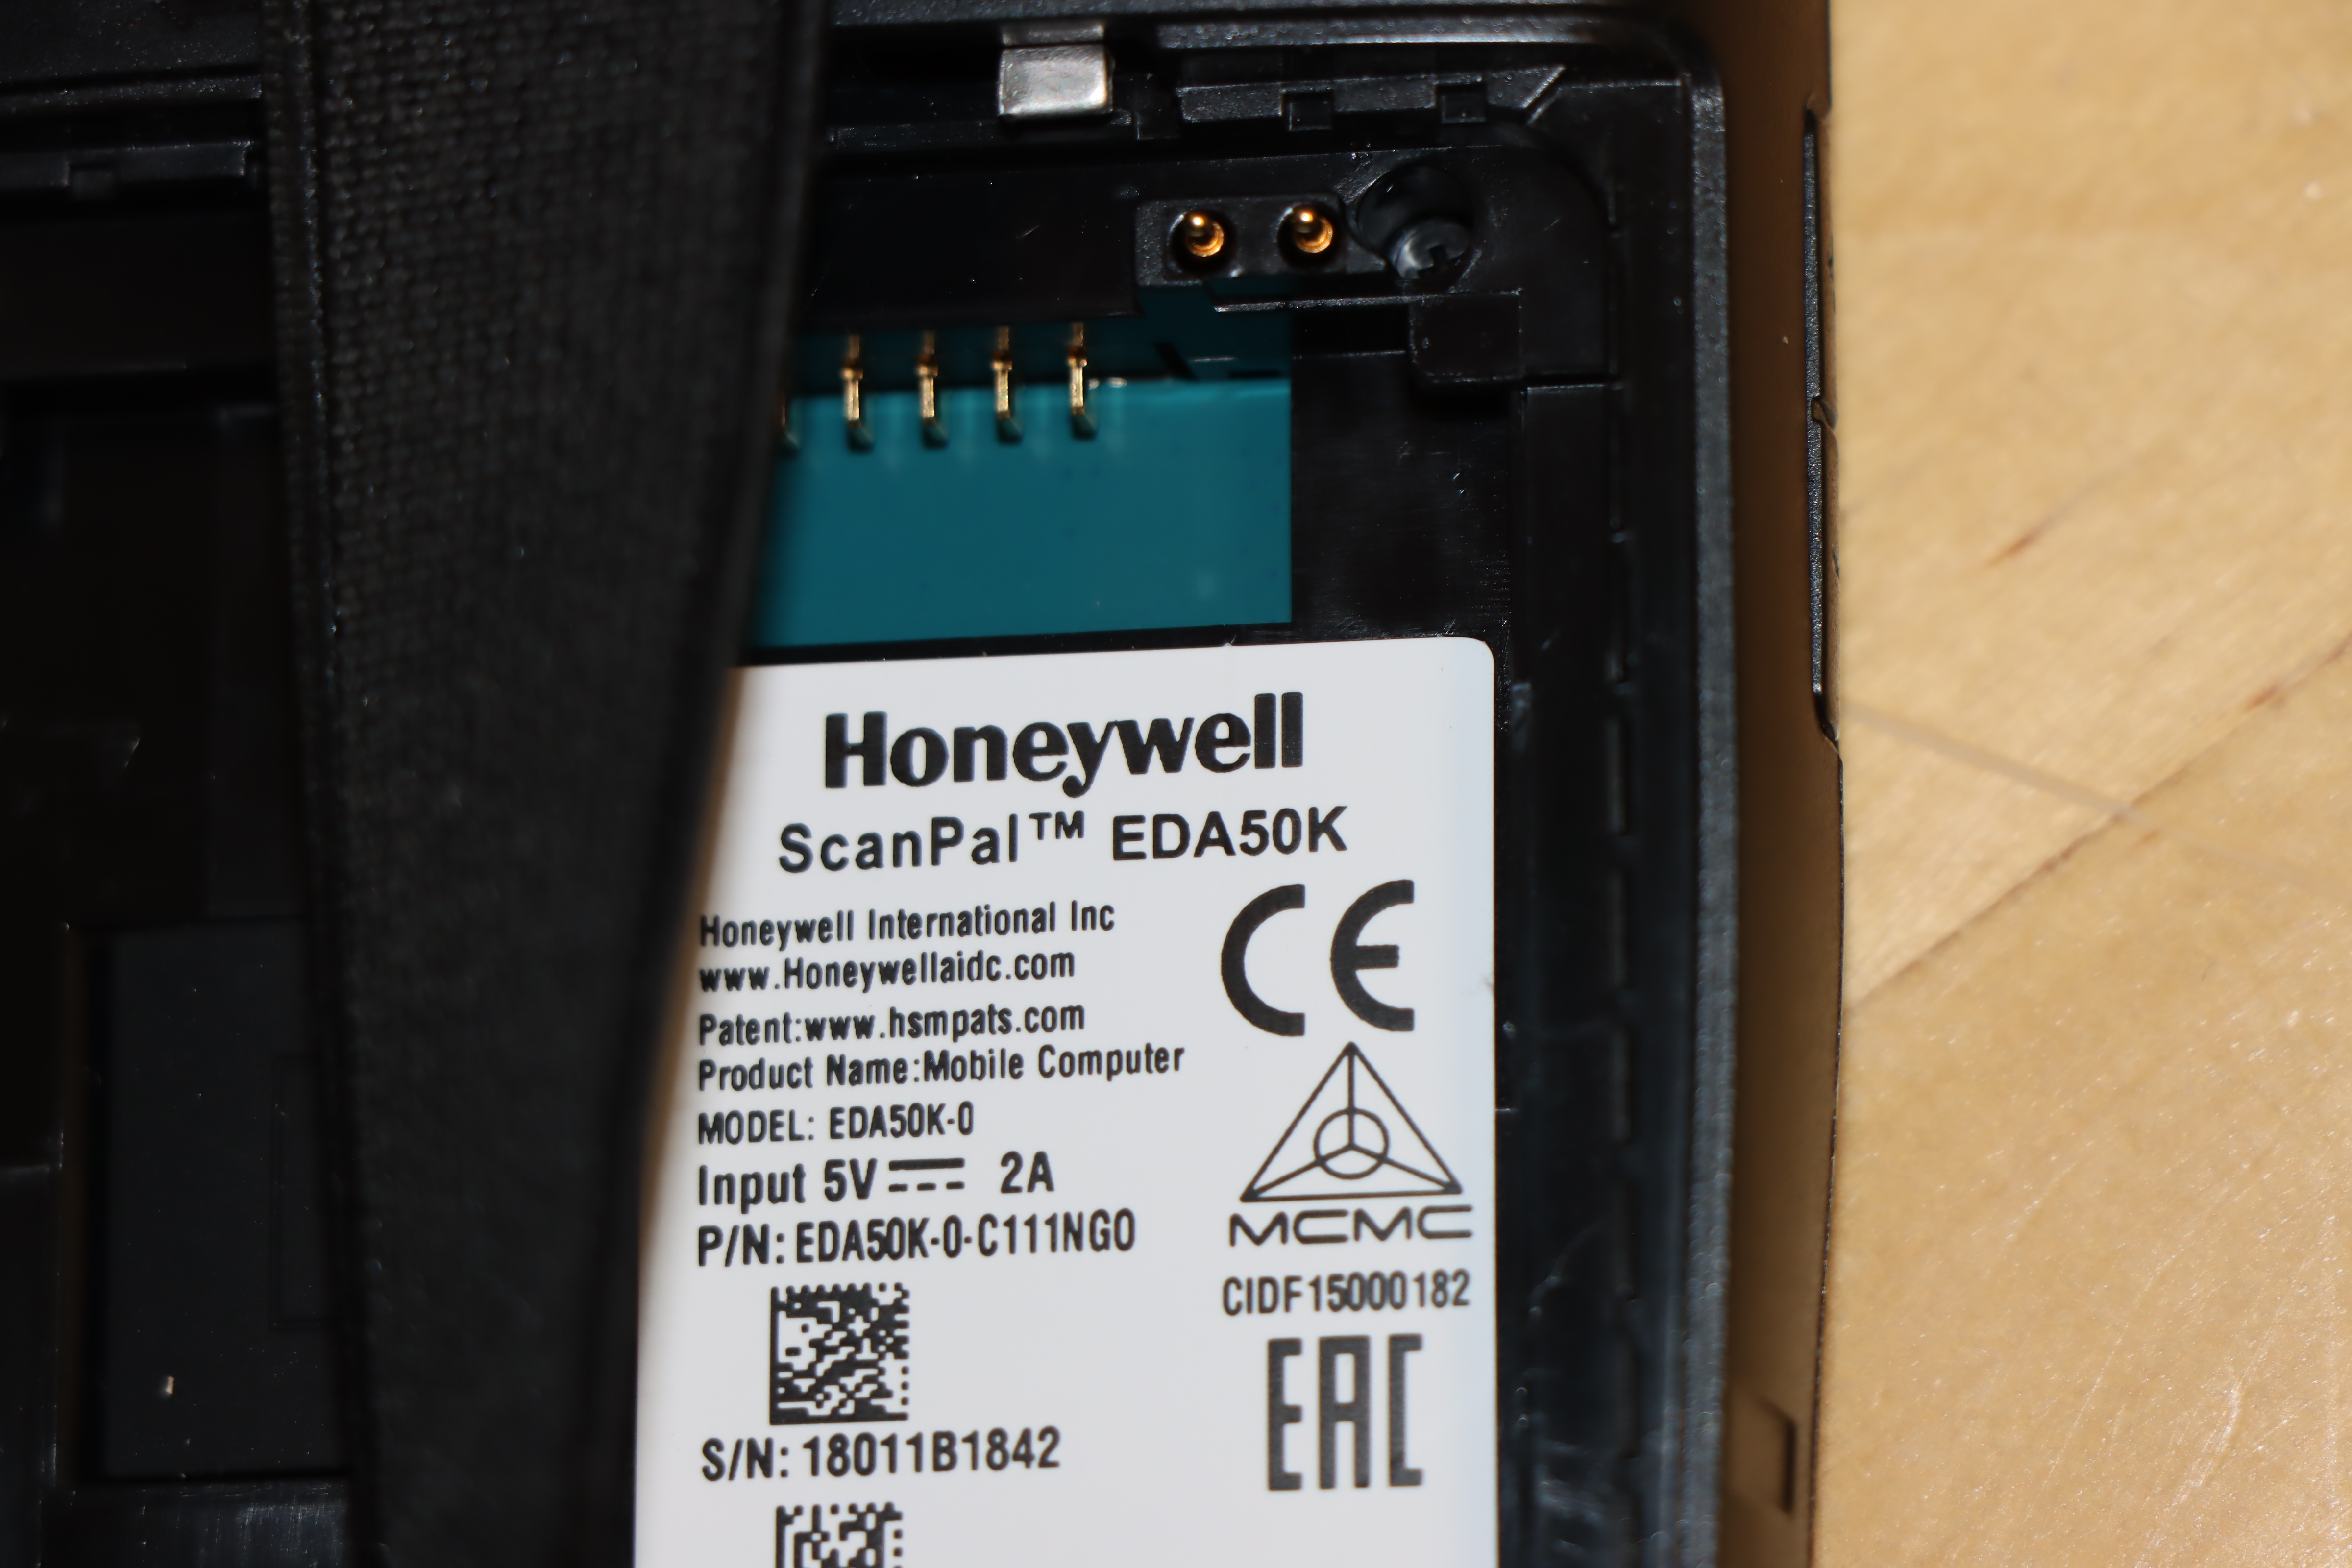 Honeywell
ScanPal™ EDA50K
Honeywell International Inc
www.Honeywellaidc.com
Patent:www.hsmpats.com
Product Name:Mobile Computer
MODEL: EDA50K-0
Input 5V 2A
P/N: EDA50K-0-C111NGO
S/N: 18011B1842
CE
MCMC
CIDF15000182
EAC